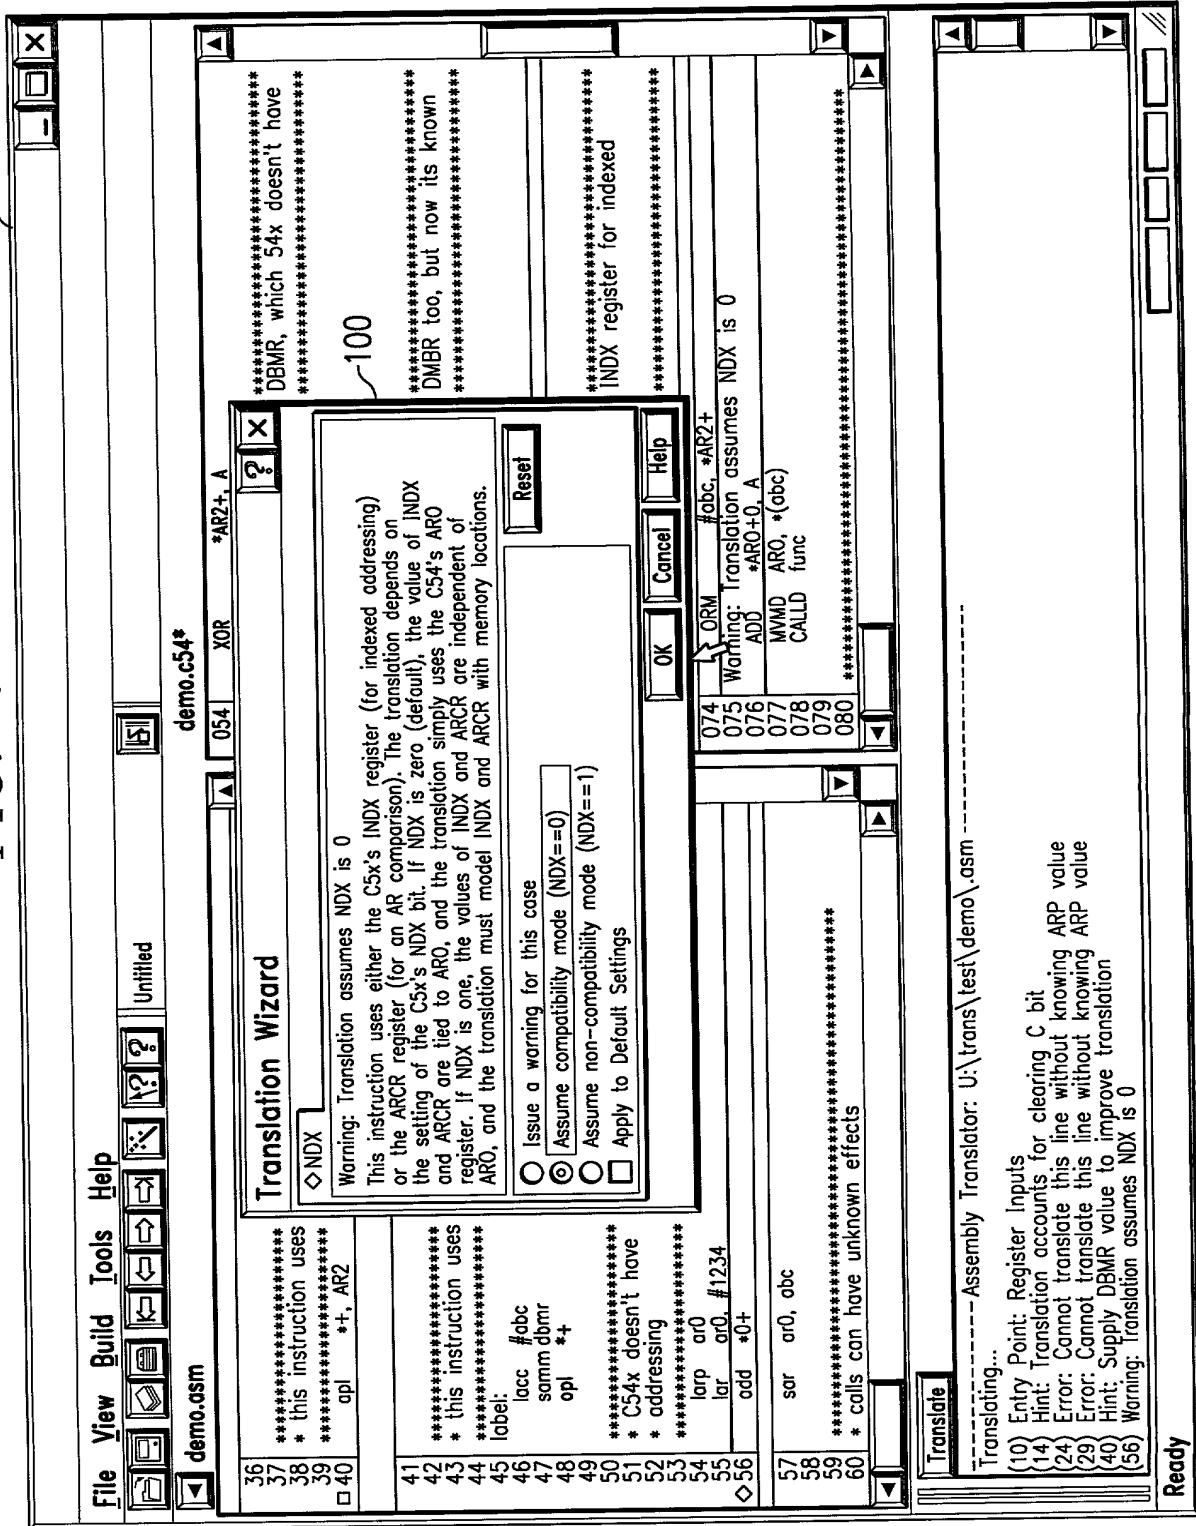 File View Build Tools Help
Untitled
demo.asm
36
37 ******************************
38 * this instruction uses
39 ******************************
□ 40 apl *+, AR2
41
42 ******************************
43 * this instruction uses
44 ******************************
45 label:
46 lacc #abc
47 samm dbmr
48 opl *+
49
50 ******************************
51 * C54x doesn't have
52 * addressing
53 ******************************
54 larp ar0
55 lar ar0, #1234
◇56 add *0+
57
58 sar ar0, abc
59 ******************************
60 * calls can have unknown effects
demo.c54*
054 XOR *AR2+, A
******************************
DBMR, which 54x doesn't have
******************************
******************************
DMBR too, but now its known
******************************
******************************
INDX register for indexed
******************************
074 ORM #abc, *AR2+
075 Warning: Translation assumes NDX is 0
076 ADD *AR0+0, A
077 MVMD AR0, *(abc)
078 CALLD func
079
080 ******************************
100
Translation Wizard
? X
◇ NDX
Warning: Translation assumes NDX is 0
This instruction uses either the C5x's INDX register (for indexed addressing)
or the ARCR register (for an AR comparison). The translation depends on
the setting of the C5x's NDX bit. If NDX is zero (default), the value of INDX
and ARCR are tied to AR0, and the translation simply uses the C54's AR0
register. If NDX is one, the values of INDX and ARCR are independent of
AR0, and the translation must model INDX and ARCR with memory locations.
Issue a warning for this case
Assume compatibility mode (NDX==0)
Assume non-compatibility mode (NDX==1)
Apply to Default Settings
Reset
OK Cancel Help
Translate
--------------Assembly Translator: U:\trans\test\demo\.asm--------------
Translating...
(10) Entry Point: Register Inputs
(14) Hint: Translation accounts for clearing C bit
(24) Error: Cannot translate this line without knowing ARP value
(29) Error: Cannot translate this line without knowing ARP value
(40) Hint: Supply DBMR value to improve translation
(56) Warning: Translation assumes NDX is 0
Ready